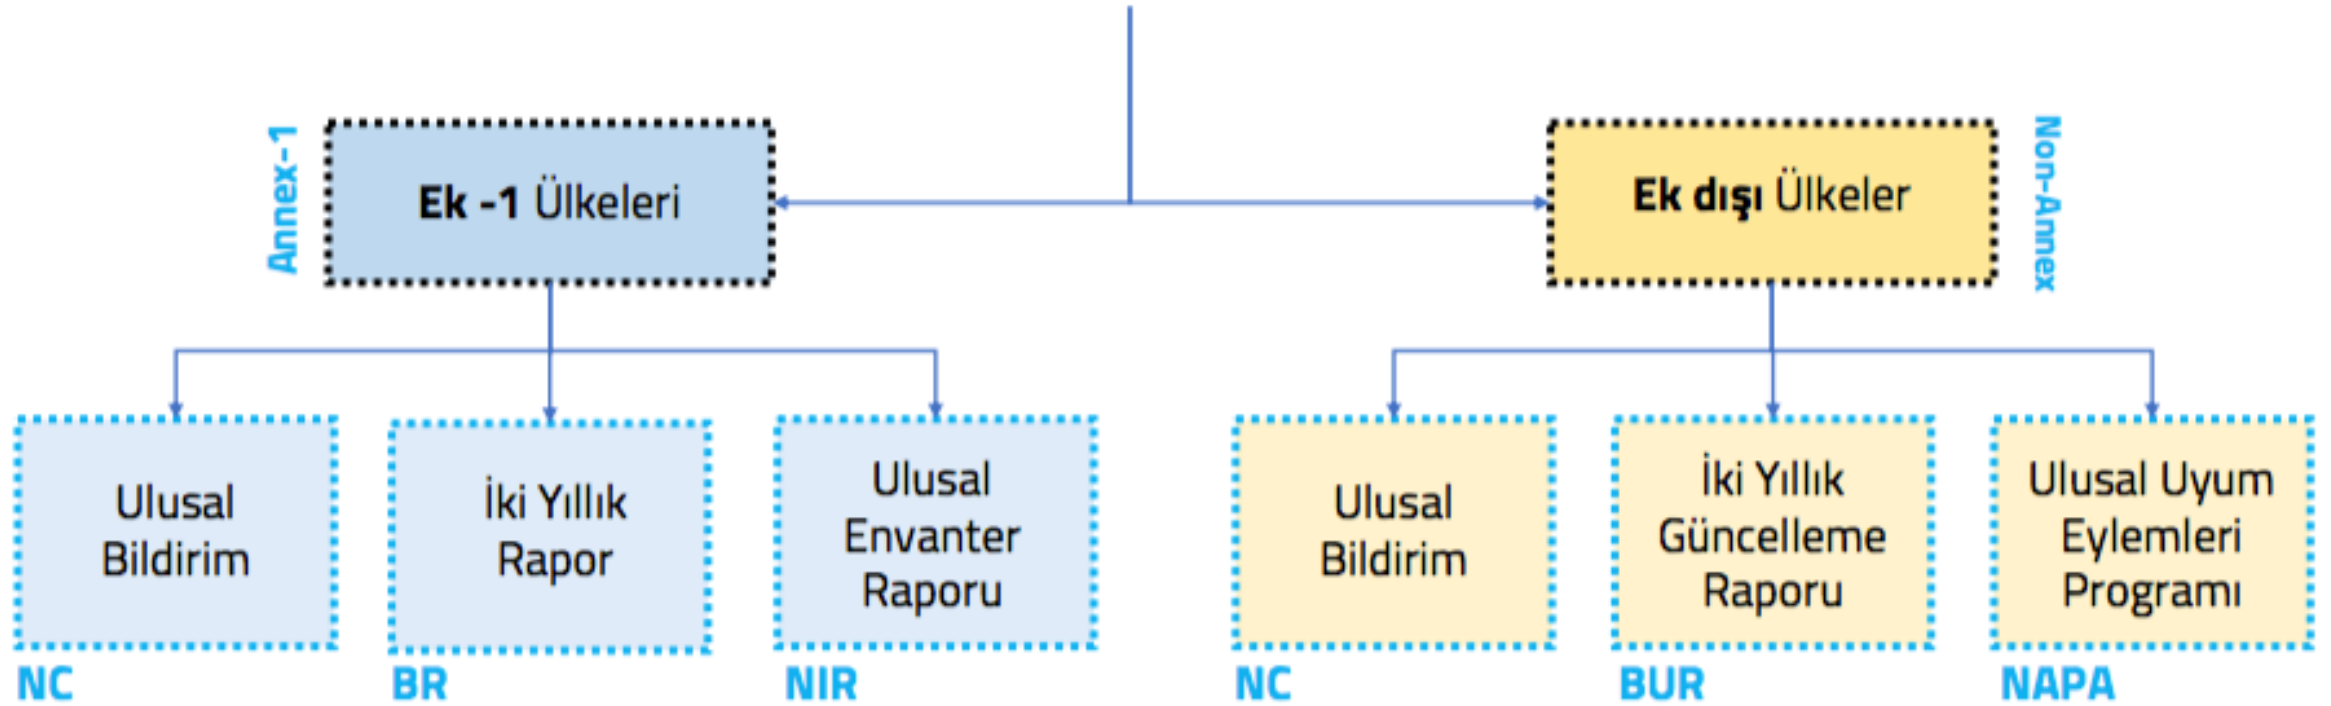 Annex-1
Ek -1 Ülkeleri
Ek dışı Ülkeler
Non-Annex
Ulusal
Bildirim
NC
İki Yıllık
Rapor
BR
Ulusal
Envanter
Raporu
NIR
Ulusal
Bildirim
NC
İki Yıllık
Güncelleme
Raporu
BUR
Ulusal Uyum
Eylemleri
Programı
NAPA